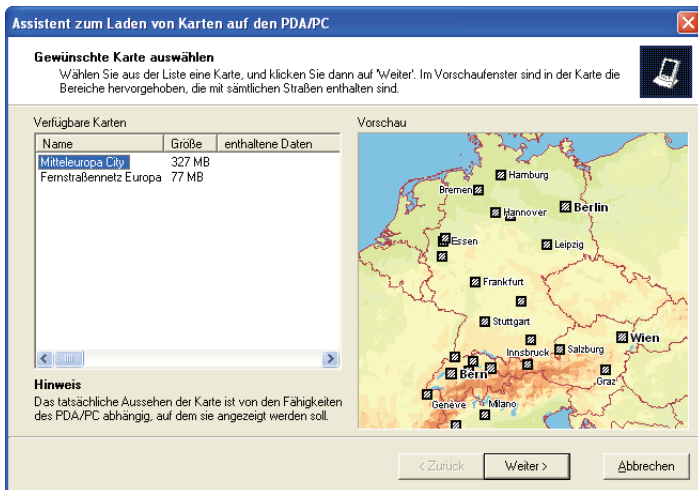 Assistent zum Laden von Karten auf den PDA/PC
Gewünschte Karte auswählen
Wählen Sie aus der Liste eine Karte, und klicken Sie dann auf 'Weiter'. Im Vorschaufenster sind in der Karte die
Bereiche hervorgehoben, die mit sämtlichen Straßen enthalten sind.
Verfügbare Karten
Name Größe enthaltene Daten
Mitteleuropa City 327 MB
Fernstraßennetz Europa 77 MB
Hinweis
Das tatsächliche Aussehen der Karte ist von den Fähigkeiten
des PDA/PC abhängig, auf dem sie angezeigt werden soll.
Vorschau
Hamburg
Bremen
Hannover
Berlin
Essen
Leipzig
Frankfurt
Stuttgart
Wien
Innsbruck
Salzburg
Bern
Graz
Geneve
Milano
< Zurück
Weiter >
Abbrechen